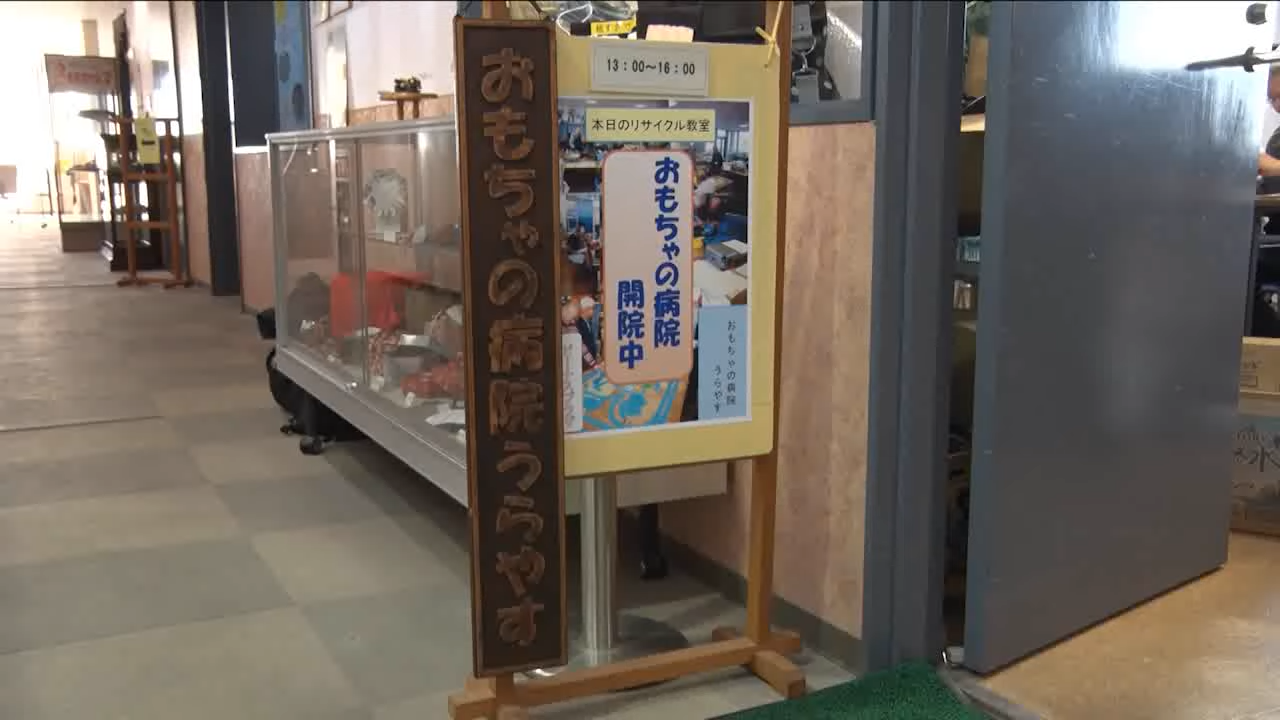 おもちゃの病院うらやす
13：00～16：00
本日のリサイクル教室
おもちゃの病院
開院中
おもちゃの病院
うらやす